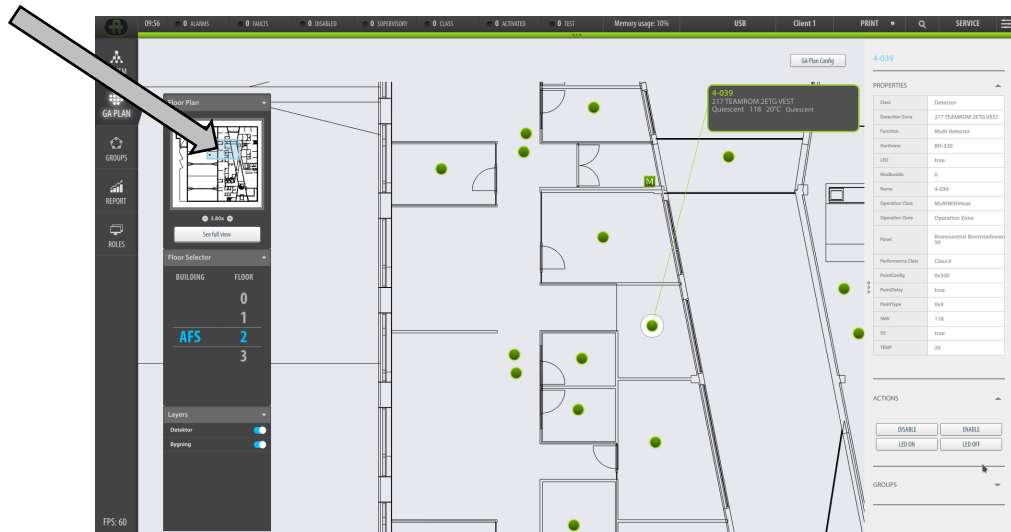 09:56 0 ALARMS 0 FAULTS 0 DISABLED 0 SUPERVISORY 0 CLASS 0 ACTIVATED 0 TEST Memory usage: 10% USB Client 1 PRINT SERVICE
GA PLAN
GROUPS
REPORT
ROLES
FPS: 60
Floor Plan
3.80x
See full view
Floor Selector
BUILDING FLOOR
0
1
AFS 2
3
Layers
Detektor
Bygning
GA Plan Config
M
4-039
217 TEAMROM 2ETG VEST
Quiescent 118 20°C Quiescent
4-039
PROPERTIES
Class Detector
Detection Zone 217 TEAMROM 2ETG VEST
Function Multi detector
Hardware BH-320
LED true
ModbusIdx 0
Name 4-039
Operation Class MultiWithHeat
Operation Zone Operation Zone
Panel Brannsentral Bromstadveien
59
Performance Class Class 0
PointConfig 0x300
PointDelay true
PointType 0x4
SMV 118
SV true
TEMP 20
ACTIONS
DISABLE ENABLE
LED ON LED OFF
GROUPS